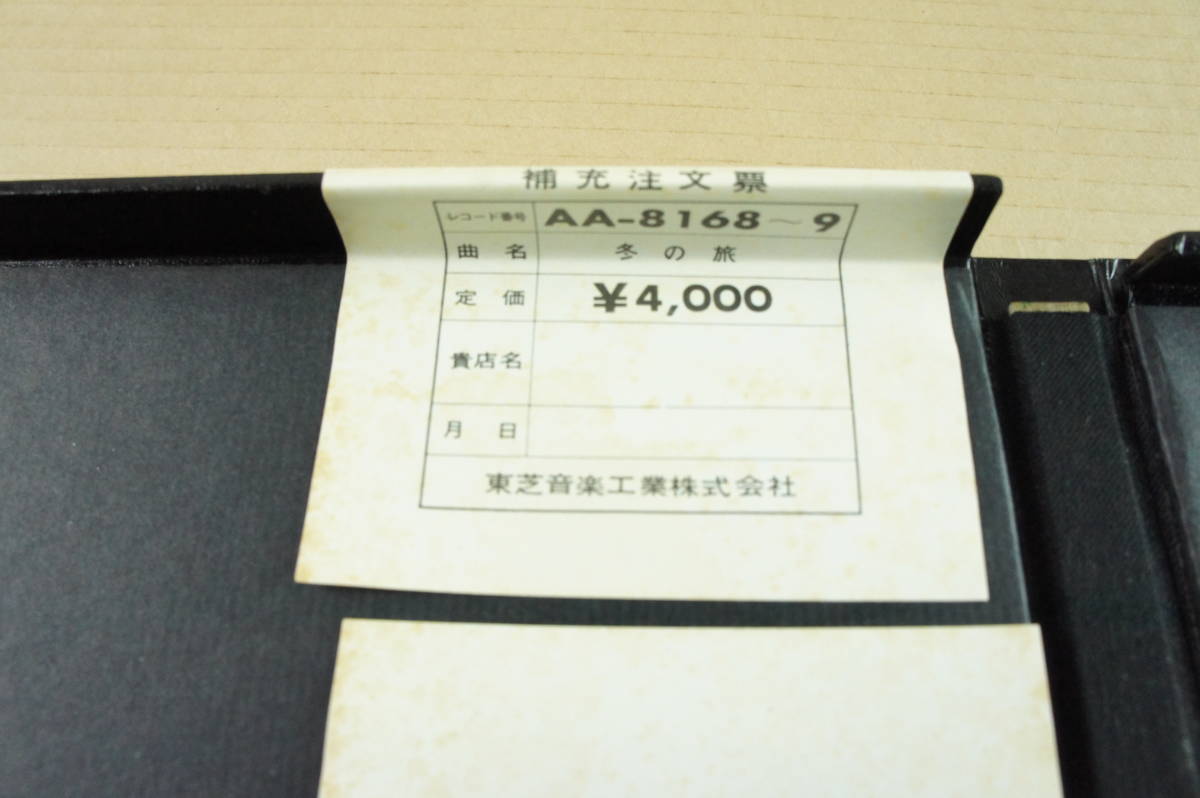 補充注文票
レコード番号 AA-8168～9
曲名 冬の旅
定価 ¥4,000
貴店名
月日
東芝音楽工業株式会社